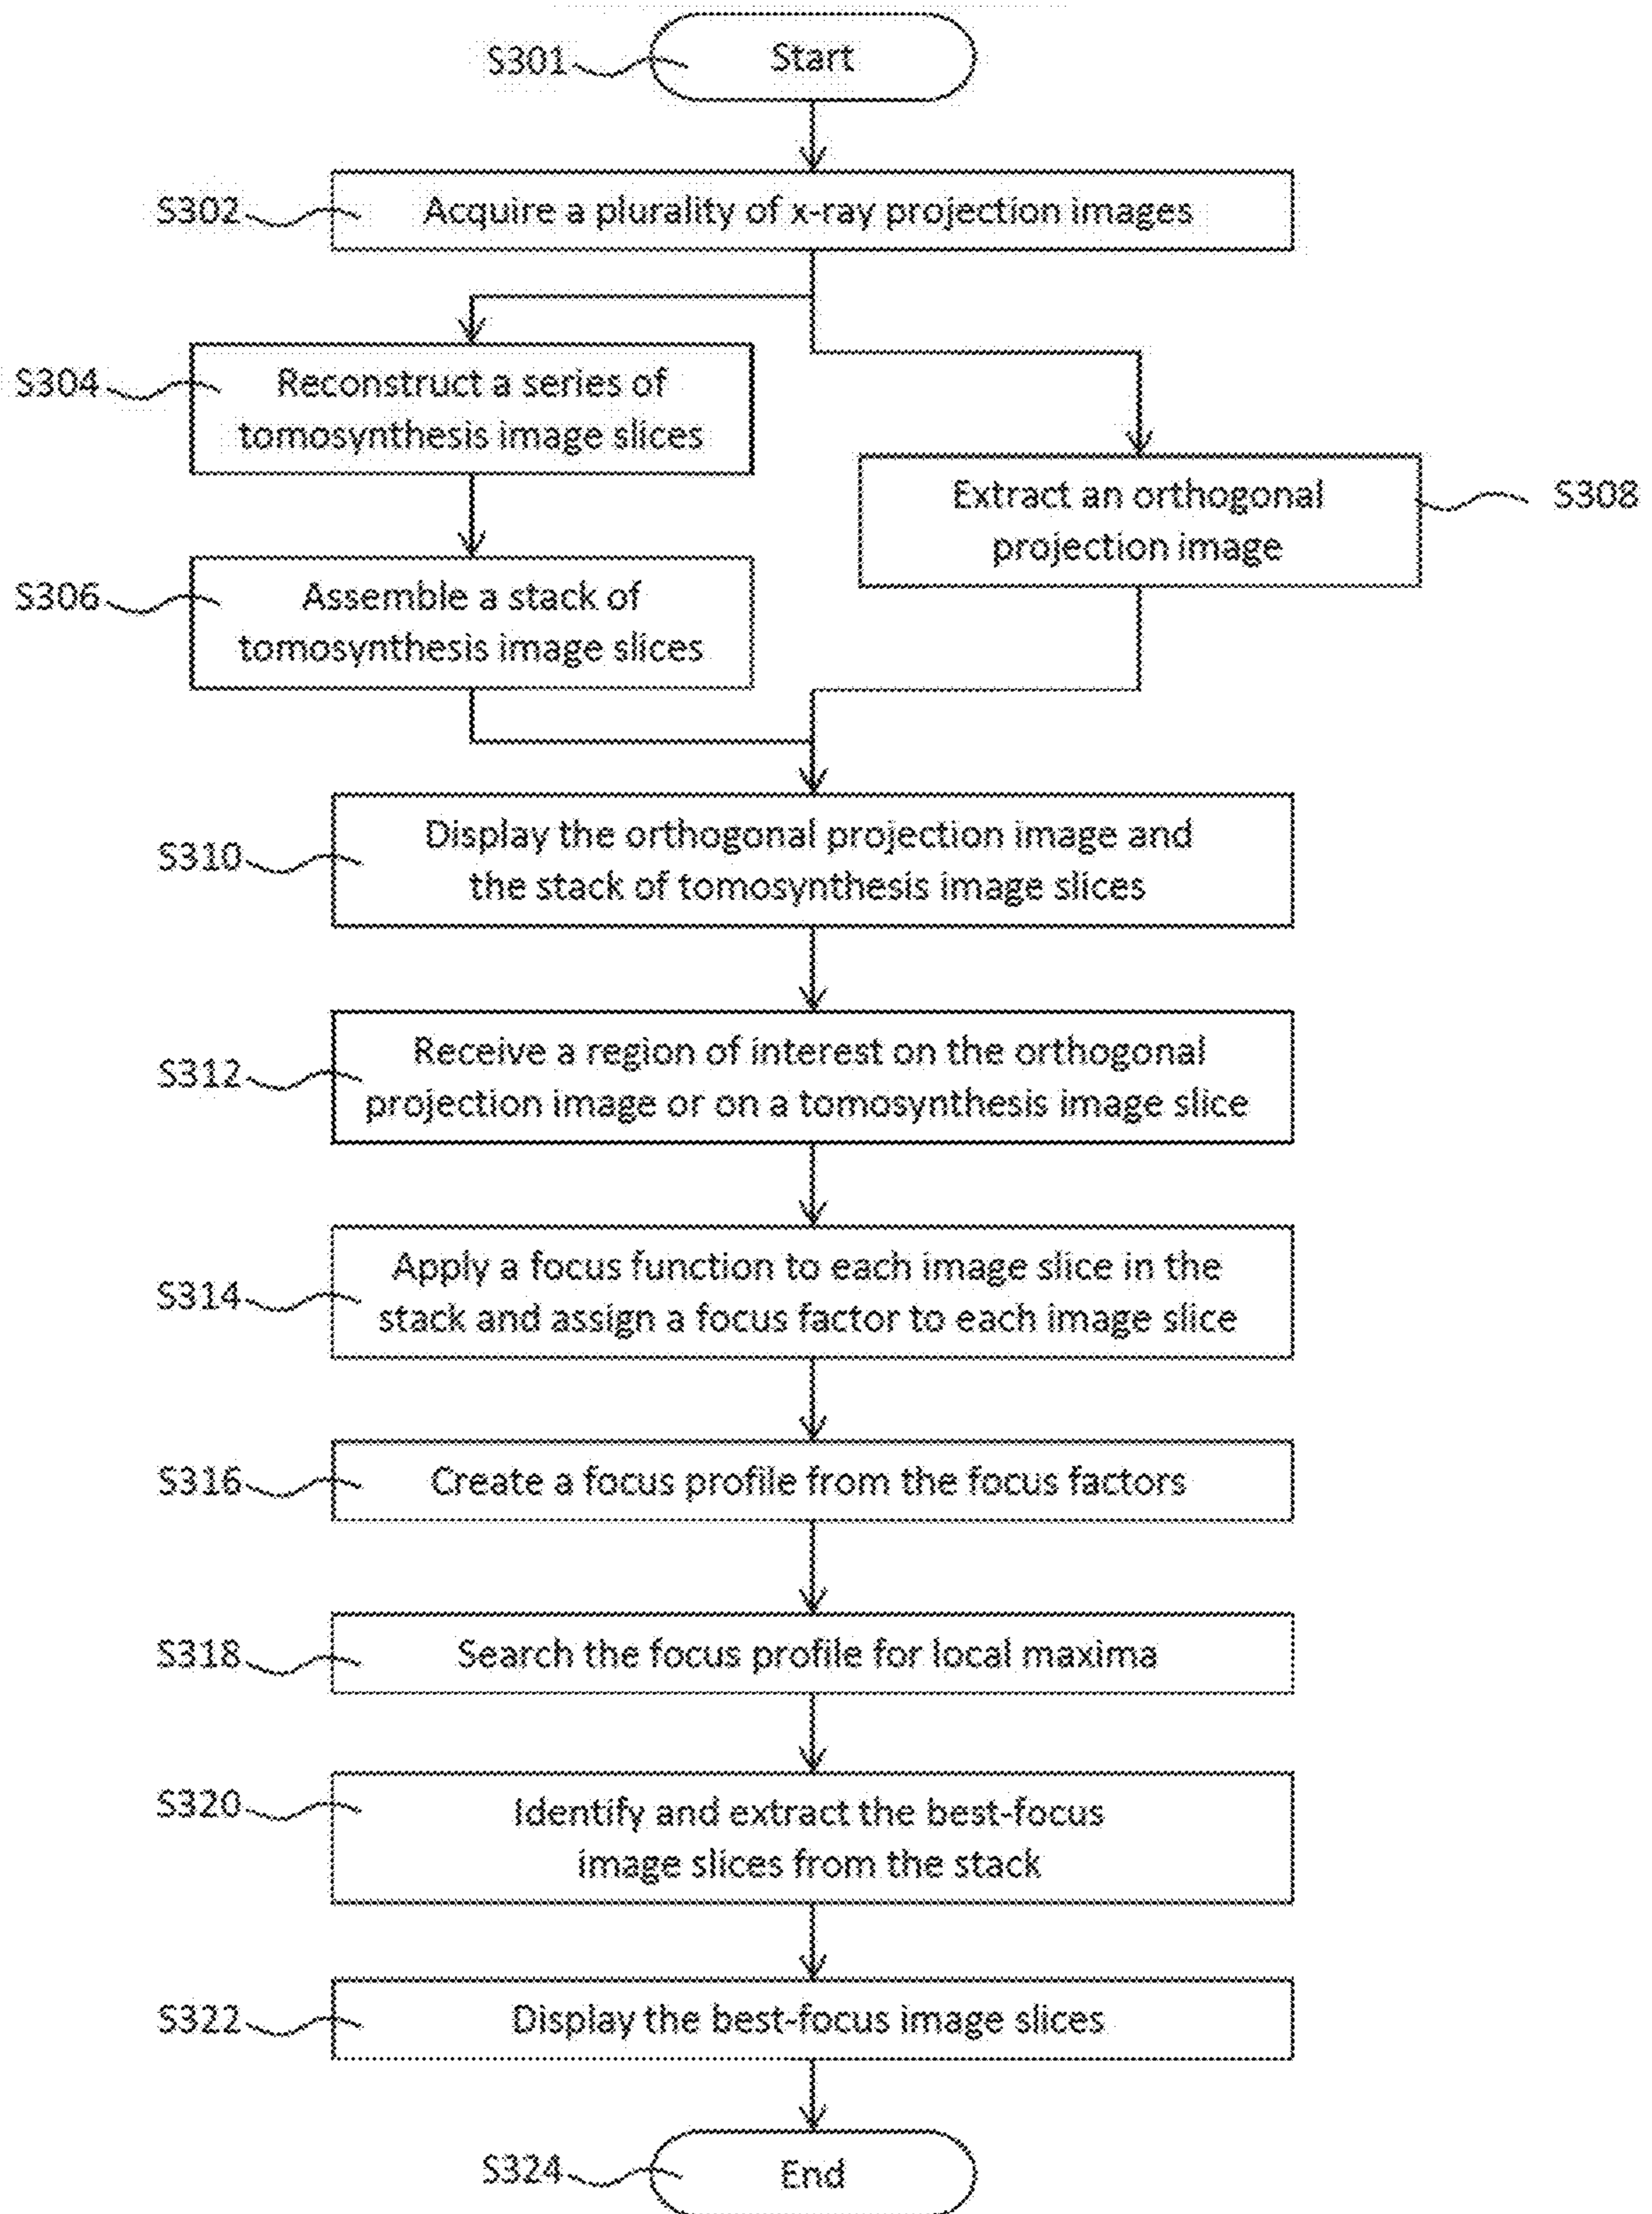 S301
Start
S302
Acquire a plurality of x-ray projection images
S304
Reconstruct a series of
tomosynthesis image slices
Extract an orthogonal
projection image
S308
S306
Assemble a stack of
tomosynthesis image slices
S310
Display the orthogonal projection image and
the stack of tomosynthesis image slices
S312
Receive a region of interest on the orthogonal
projection image or on a tomosynthesis image slice
S314
Apply a focus function to each image slice in the
stack and assign a focus factor to each image slice
S316
Create a focus profile from the focus factors
S318
Search the focus profile for local maxima
S320
Identify and extract the best-focus
image slices from the stack
S322
Display the best-focus image slices
S324
End